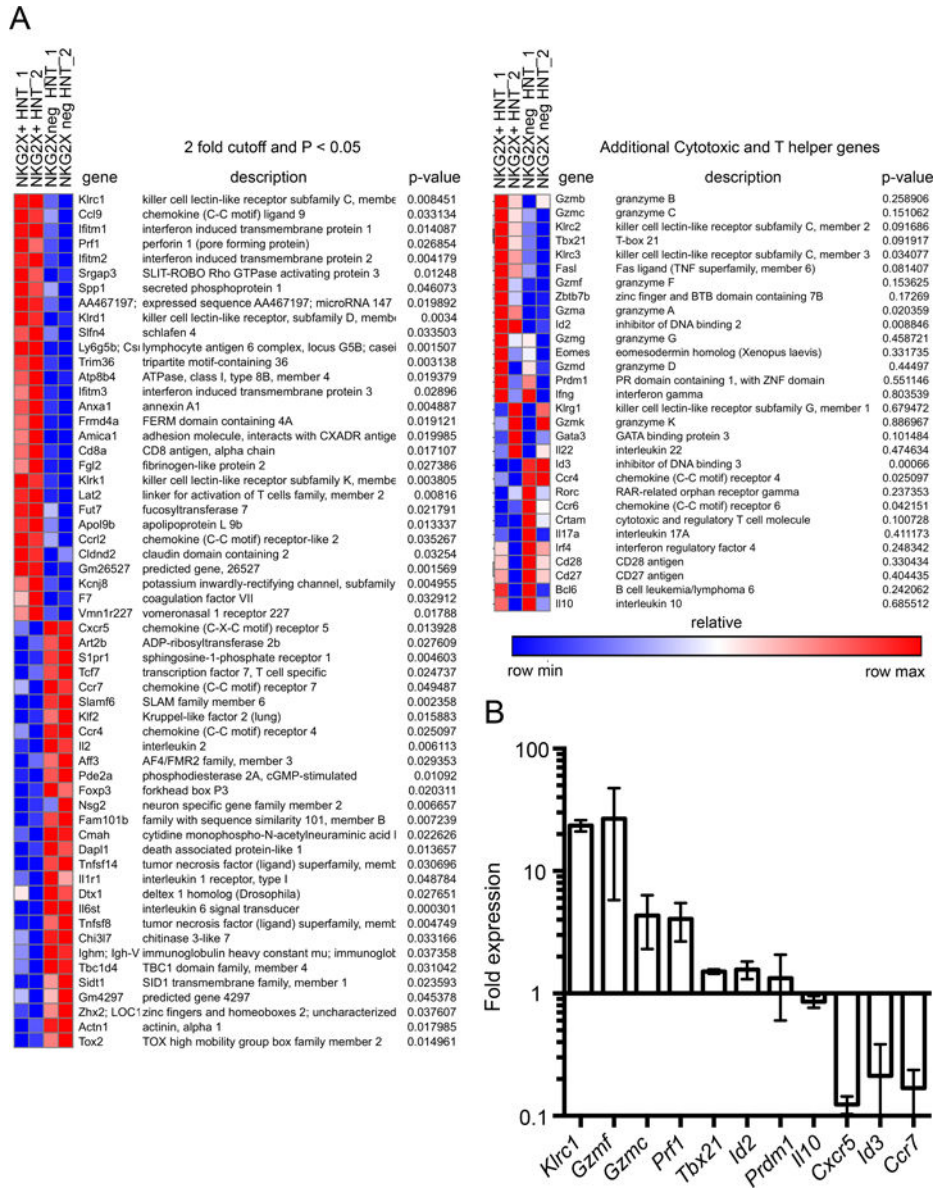 A
NKG2X+ HNT_1
NKG2X+ HNT_2
NKG2Xneg HNT_1
NKG2X neg HNT_2
2 fold cutoff and P < 0.05
gene description p-value
Klrc1 killer cell lectin-like receptor subfamily C, membe 0.008451
Ccl9 chemokine (C-C motif) ligand 9 0.033134
Ifitm1 interferon induced transmembrane protein 1 0.014087
Prf1 perforin 1 (pore forming protein) 0.026854
Ifitm2 interferon induced transmembrane protein 2 0.004179
Srgap3 SLIT-ROBO Rho GTPase activating protein 3 0.01248
Spp1 secreted phosphoprotein 1 0.046073
AA467197; expressed sequence AA467197; microRNA 147 0.019892
Klrd1 killer cell lectin-like receptor, subfamily D, membe 0.0034
Slfn4 schlafen 4 0.033503
Ly6g5b; Csı lymphocyte antigen 6 complex, locus G5B; casei 0.001507
Trim36 tripartite motif-containing 36 0.003138
Atp8b4 ATPase, class I, type 8B, member 4 0.019379
Ifitm3 interferon induced transmembrane protein 3 0.02896
Anxa1 annexin A1 0.004887
Frmd4a FERM domain containing 4A 0.019121
Amica1 adhesion molecule, interacts with CXADR antige 0.019985
Cd8a CD8 antigen, alpha chain 0.017107
Fgl2 fibrinogen-like protein 2 0.027386
Klrk1 killer cell lectin-like receptor subfamily K, membe 0.003805
Lat2 linker for activation of T cells family, member 2 0.00816
Fut7 fucosyltransferase 7 0.021791
Apol9b apolipoprotein L 9b 0.013337
Ccrl2 chemokine (C-C motif) receptor-like 2 0.035267
Cldnd2 claudin domain containing 2 0.03254
Gm26527 predicted gene, 26527 0.001569
Kcnj8 potassium inwardly-rectifying channel, subfamily 0.004955
F7 coagulation factor VII 0.032912
Vmn1r227 vomeronasal 1 receptor 227 0.01788
Cxcr5 chemokine (C-X-C motif) receptor 5 0.013928
Art2b ADP-ribosyltransferase 2b 0.027609
S1pr1 sphingosine-1-phosphate receptor 1 0.004603
Tcf7 transcription factor 7, T cell specific 0.024737
Ccr7 chemokine (C-C motif) receptor 7 0.049487
Slamf6 SLAM family member 6 0.002358
Klf2 Kruppel-like factor 2 (lung) 0.015883
Ccr4 chemokine (C-C motif) receptor 4 0.025097
Il2 interleukin 2 0.006113
Aff3 AF4/FMR2 family, member 3 0.029353
Pde2a phosphodiesterase 2A, cGMP-stimulated 0.01092
Foxp3 forkhead box P3 0.020311
Nsg2 neuron specific gene family member 2 0.006657
Fam101b family with sequence similarity 101, member B 0.007239
Cmah cytidine monophospho-N-acetylneuraminic acid l 0.022626
Dapl1 death associated protein-like 1 0.013657
Tnfsf14 tumor necrosis factor (ligand) superfamily, memb 0.030696
Il1r1 interleukin 1 receptor, type I 0.048784
Dtx1 deltex 1 homolog (Drosophila) 0.027651
Il6st interleukin 6 signal transducer 0.000301
Tnfsf8 tumor necrosis factor (ligand) superfamily, memb 0.004749
Chi3l7 chitinase 3-like 7 0.033166
Ighm; Igh-V immunoglobulin heavy constant mu; immunoglob 0.037358
Tbc1d4 TBC1 domain family, member 4 0.031042
Sidt1 SID1 transmembrane family, member 1 0.023593
Gm4297 predicted gene 4297 0.045378
Zhx2; LOC1 zinc fingers and homeoboxes 2; uncharacterized 0.037607
Actn1 actinin, alpha 1 0.017985
Tox2 TOX high mobility group box family member 2 0.014961
NKG2X+ HNT_1
NKG2X+ HNT_2
NKG2Xneg HNT_1
NKG2X neg HNT_2
Additional Cytotoxic and T helper genes
gene description p-value
Gzmb granzyme B 0.258906
Gzmc granzyme C 0.151062
Klrc2 killer cell lectin-like receptor subfamily C, member 2 0.091686
Tbx21 T-box 21 0.091917
Klrc3 killer cell lectin-like receptor subfamily C, member 3 0.034077
Fasl Fas ligand (TNF superfamily, member 6) 0.081407
Gzmf granzyme F 0.153625
Zbtb7b zinc finger and BTB domain containing 7B 0.17269
Gzma granzyme A 0.020359
Id2 inhibitor of DNA binding 2 0.008846
Gzmg granzyme G 0.458721
Eomes eomesodermin homolog (Xenopus laevis) 0.331735
Gzmd granzyme D 0.44497
Prdm1 PR domain containing 1, with ZNF domain 0.551146
Ifng interferon gamma 0.803539
Klrg1 killer cell lectin-like receptor subfamily G, member 1 0.679472
Gzmk granzyme K 0.886967
Gata3 GATA binding protein 3 0.101484
Il22 interleukin 22 0.474634
Id3 inhibitor of DNA binding 3 0.00066
Ccr4 chemokine (C-C motif) receptor 4 0.025097
Rorc RAR-related orphan receptor gamma 0.237353
Ccr6 chemokine (C-C motif) receptor 6 0.042151
Crtam cytotoxic and regulatory T cell molecule 0.100728
Il17a interleukin 17A 0.411173
Irf4 interferon regulatory factor 4 0.248342
Cd28 CD28 antigen 0.330434
Cd27 CD27 antigen 0.404435
Bcl6 B cell leukemia/lymphoma 6 0.242062
Il10 interleukin 10 0.685512
relative
row min row max
B
Fold expression
100
10
1
0.1
Klrc1 Gzmf Gzmc Prf1 Tbx21 Id2 Prdm1 Il10 Cxcr5 Id3 Ccr7